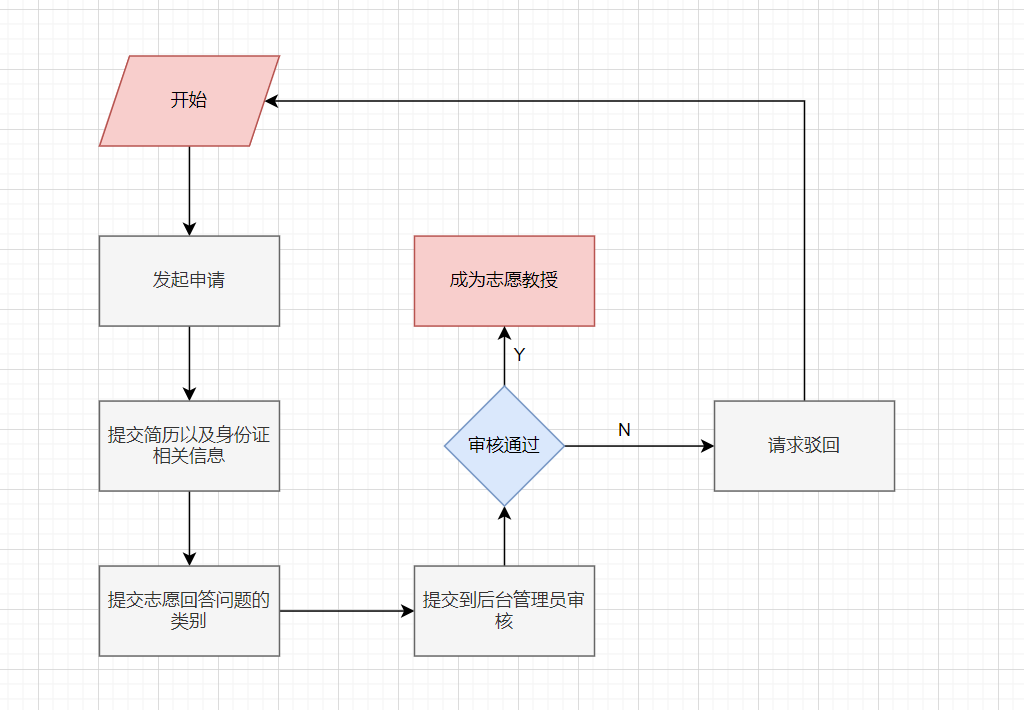 开始
发起申请
成为志愿教授
Y
提交简历以及身份证
相关信息
审核通过
N
请求驳回
提交志愿回答问题的
类别
提交到后台管理员审
核